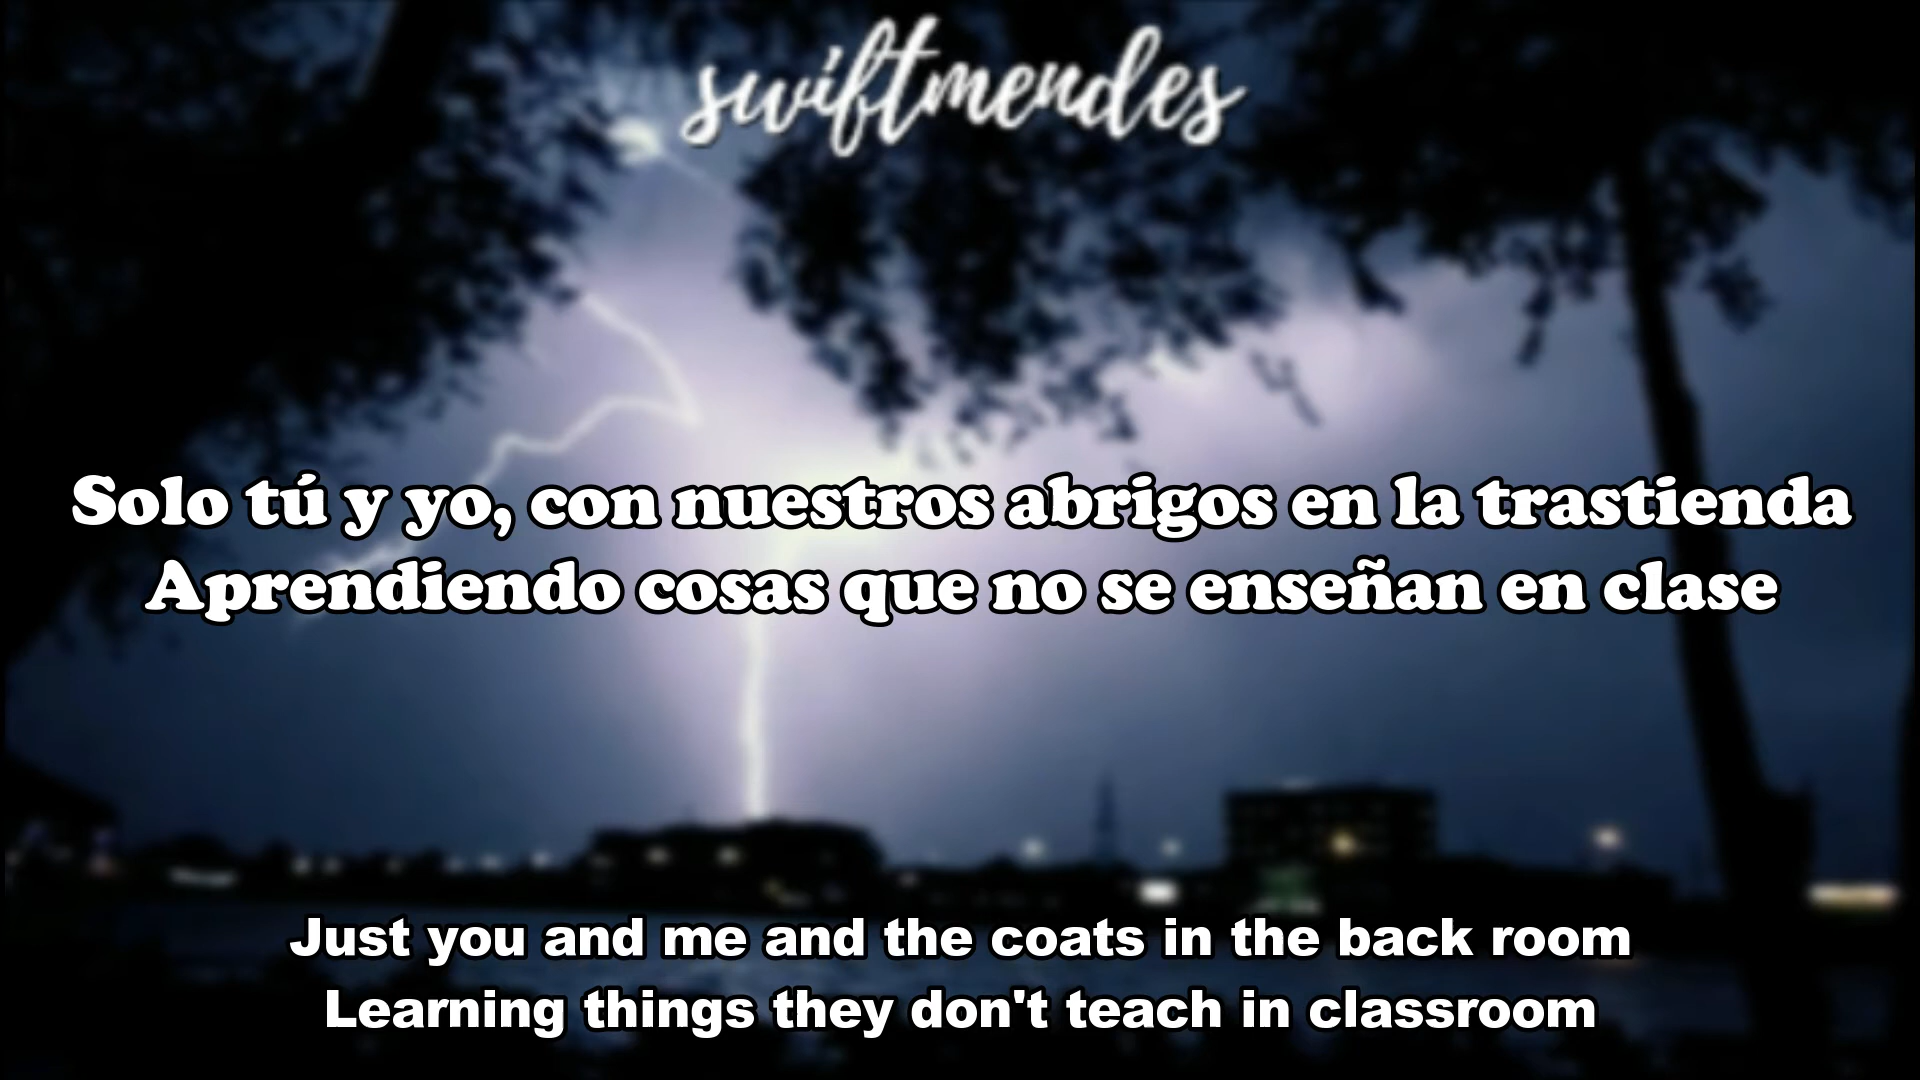 swiftmendes
Solo tú y yo, con nuestros abrigos en la trastienda
Aprendiendo cosas que no se enseñan en clase
Just you and me and the coats in the back room
Learning things they don't teach in classroom